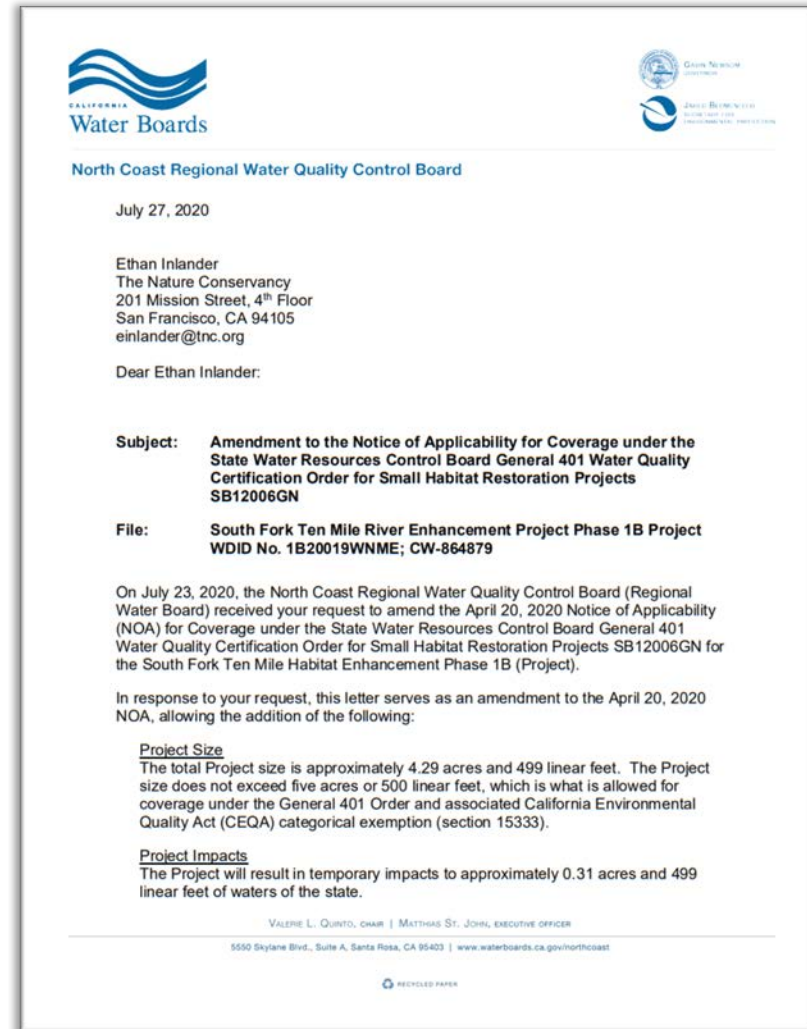 CALIFORNIA
Water Boards
GAVIN NEWSOM
GOVERNOR
JARED BLUMENFELD
SECRETARY FOR
ENVIRONMENTAL PROTECTION
North Coast Regional Water Quality Control Board
July 27, 2020
Ethan Inlander
The Nature Conservancy
201 Mission Street, 4th Floor
San Francisco, CA 94105
einlander@tnc.org
Dear Ethan Inlander:
Subject: Amendment to the Notice of Applicability for Coverage under the
State Water Resources Control Board General 401 Water Quality
Certification Order for Small Habitat Restoration Projects
SB12006GN
File: South Fork Ten Mile River Enhancement Project Phase 1B Project
WDID No. 1B20019WNME; CW-864879
On July 23, 2020, the North Coast Regional Water Quality Control Board (Regional
Water Board) received your request to amend the April 20, 2020 Notice of Applicability
(NOA) for Coverage under the State Water Resources Control Board General 401
Water Quality Certification Order for Small Habitat Restoration Projects SB12006GN for
the South Fork Ten Mile Habitat Enhancement Phase 1B (Project).
In response to your request, this letter serves as an amendment to the April 20, 2020
NOA, allowing the addition of the following:
Project Size
The total Project size is approximately 4.29 acres and 499 linear feet. The Project
size does not exceed five acres or 500 linear feet, which is what is allowed for
coverage under the General 401 Order and associated California Environmental
Quality Act (CEQA) categorical exemption (section 15333).
Project Impacts
The Project will result in temporary impacts to approximately 0.31 acres and 499
linear feet of waters of the state.
VALERIE L. QUINTO, CHAIR | MATTHIAS ST. JOHN, EXECUTIVE OFFICER
5550 Skylane Blvd., Suite A, Santa Rosa, CA 95403 | www.waterboards.ca.gov/northcoast
RECYCLED PAPER